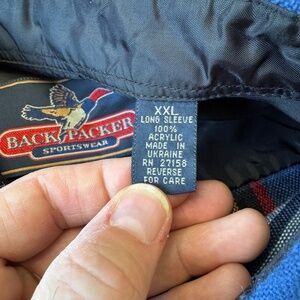 BACK PACKER
SPORTSWEAR
XXL
LONG SLEEVE
100%
ACRYLIC
MADE IN
UKRAINE
RN 27158
REVERSE
FOR CARE